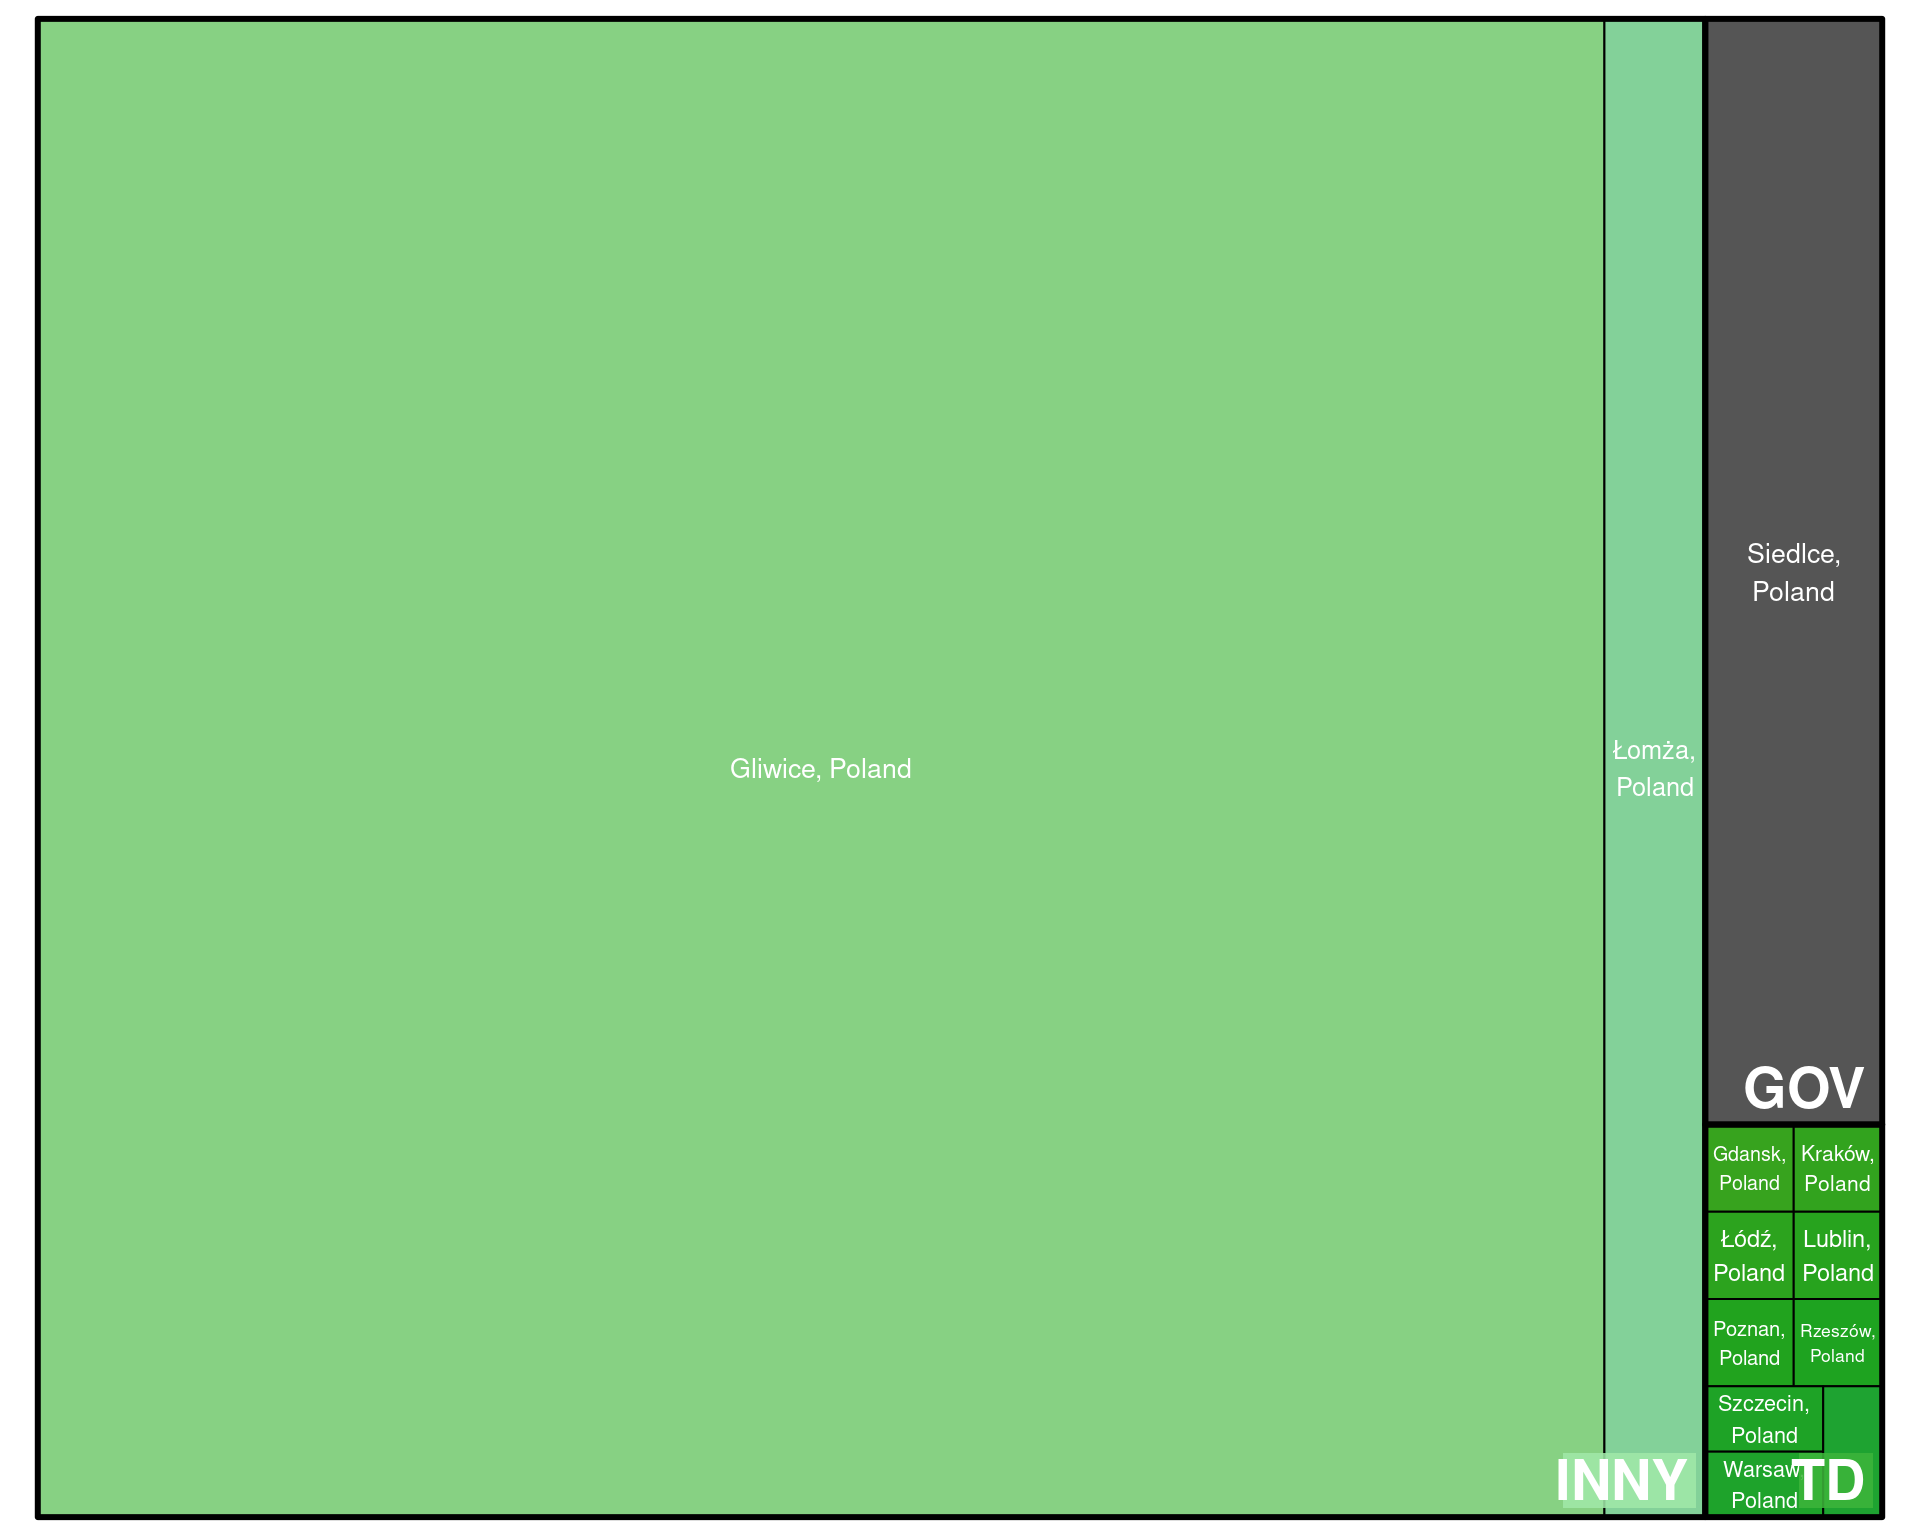 Gliwice, Poland
Łomża,
Poland
INNY
Siedlce,
Poland
GOV
Gdansk,
Poland
Kraków,
Poland
Łódź,
Poland
Lublin,
Poland
Poznan,
Poland
Rzeszów,
Poland
Szczecin,
Poland
Warsaw,
Poland
TD